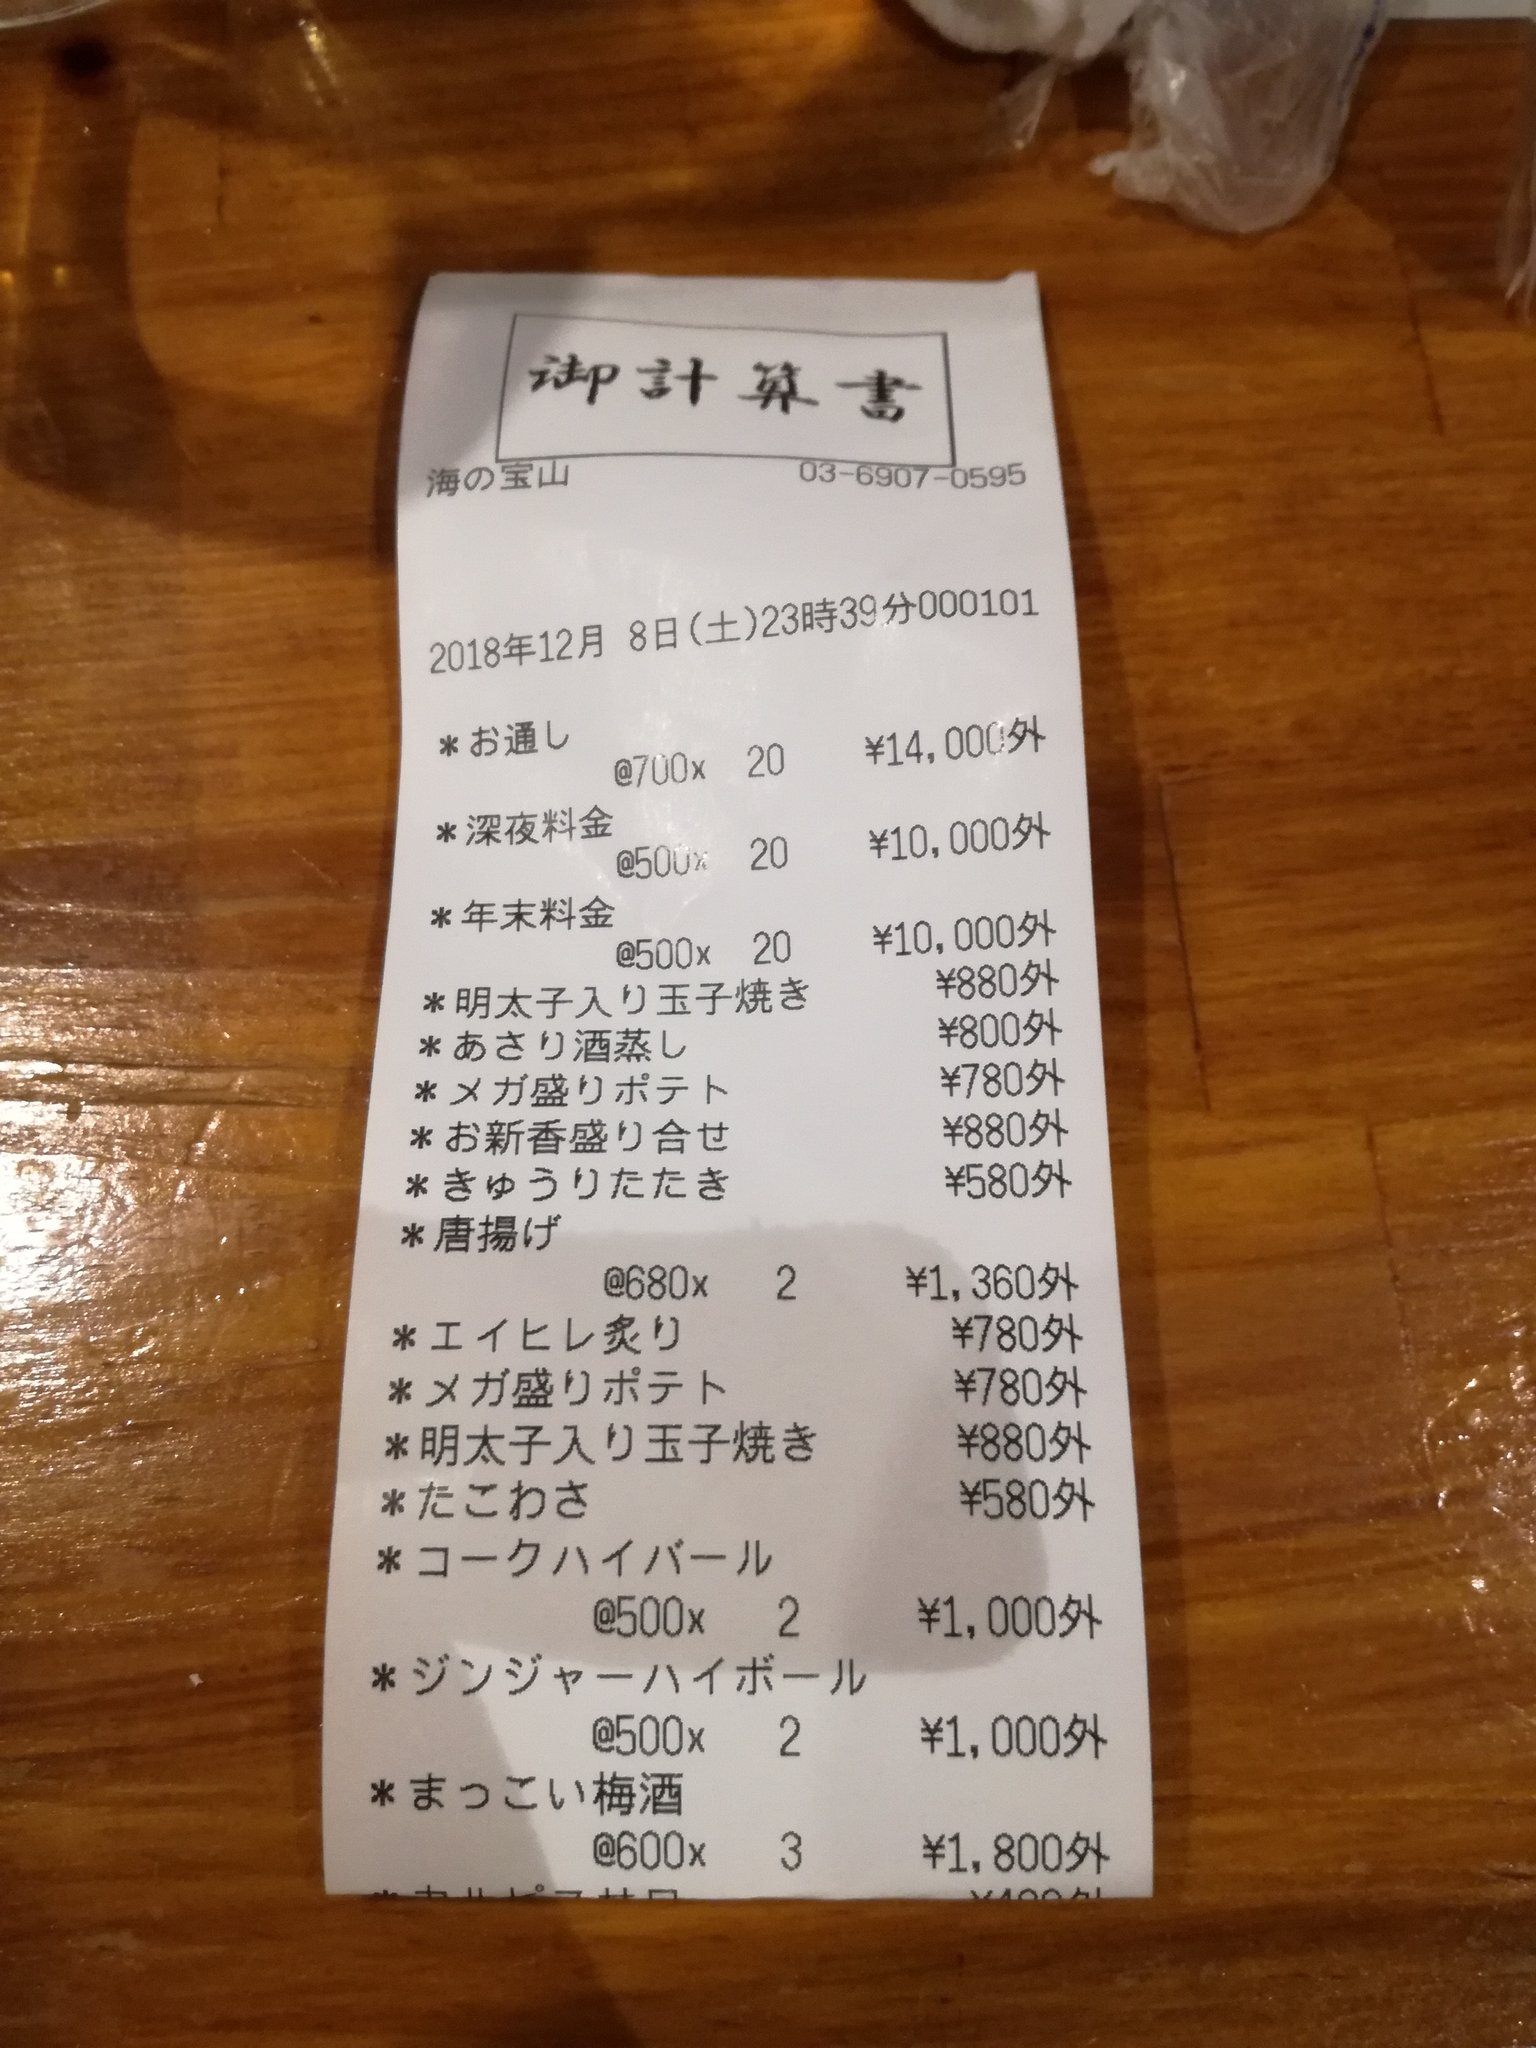 御計算書
海の宝山 03-6907-0595
2018年12月 8日(土)23時39分000101
*お通し
@700x 20 ¥14,000外
*深夜料金
@500x 20 ¥10,000外
*年末料金
@500x 20 ¥10,000外
*明太子入り玉子焼き ¥880外
*あさり酒蒸し ¥800外
*メガ盛りポテト ¥780外
*お新香盛り合せ ¥880外
*きゅうりたたき ¥580外
*唐揚げ
@680x 2 ¥1,360外
*エイヒレ炙り ¥780外
*メガ盛りポテト ¥780外
*明太子入り玉子焼き ¥880外
*たこわさ ¥580外
*コークハイバール
@500x 2 ¥1,000外
*ジンジャーハイボール
@500x 2 ¥1,000外
*まっこい梅酒
@600x 3 ¥1,800外